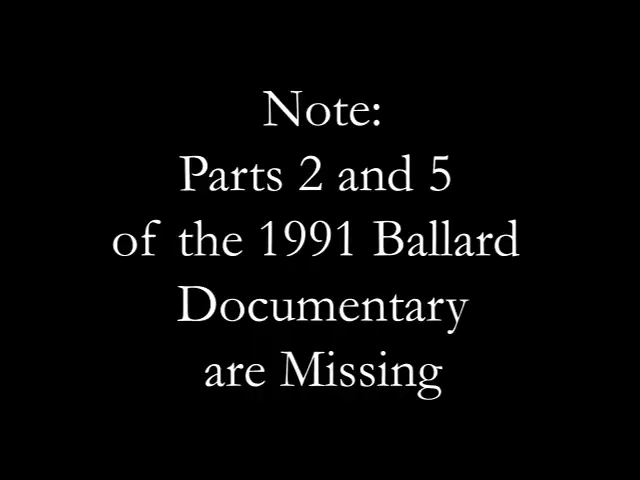 Note:
Parts 2 and 5
of the 1991 Ballard
Documentary
are Missing